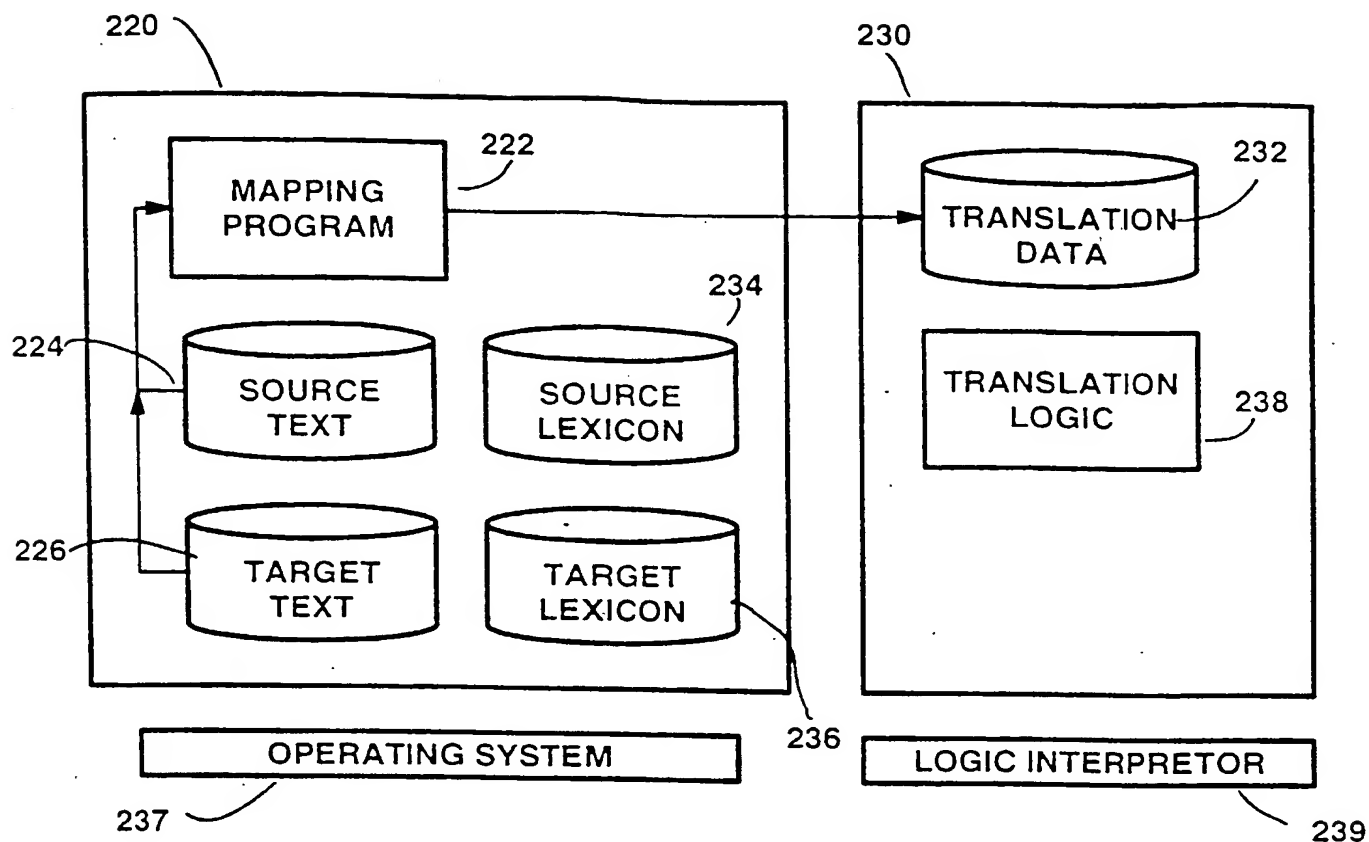 220
230
MAPPING
PROGRAM
222
TRANSLATION
DATA
232
224
SOURCE
TEXT
SOURCE
LEXICON
234
TRANSLATION
LOGIC
238
226
TARGET
TEXT
TARGET
LEXICON
236
OPERATING SYSTEM
237
LOGIC INTERPRETOR
239